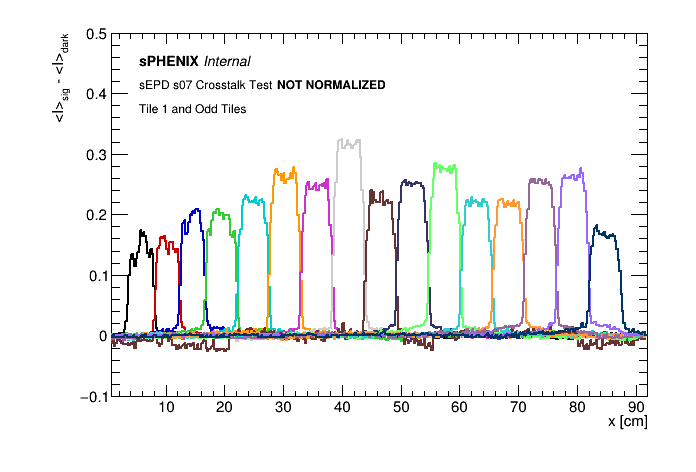 0.5
<I>sig - <I>dark
sPHENIX Internal
sEPD s07 Crosstalk Test NOT NORMALIZED
0.4
Tile 1 and Odd Tiles
0.3
0.2
0.1
0
−0.1
10 20 30 40 50 60 70 80 90
x [cm]